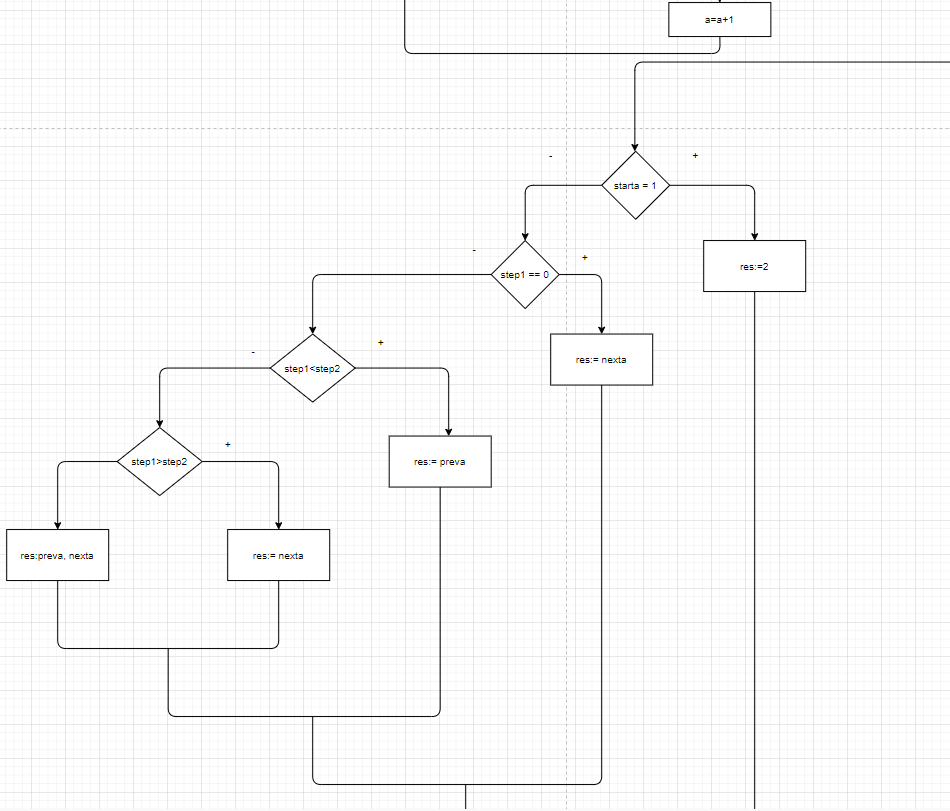 a=a+1
-
+
starta = 1
-
+
step1 == 0
res:=2
-
+
step1<step2
res:= nexta
+
step1>step2
res:= preva
res:preva, nexta
res:= nexta